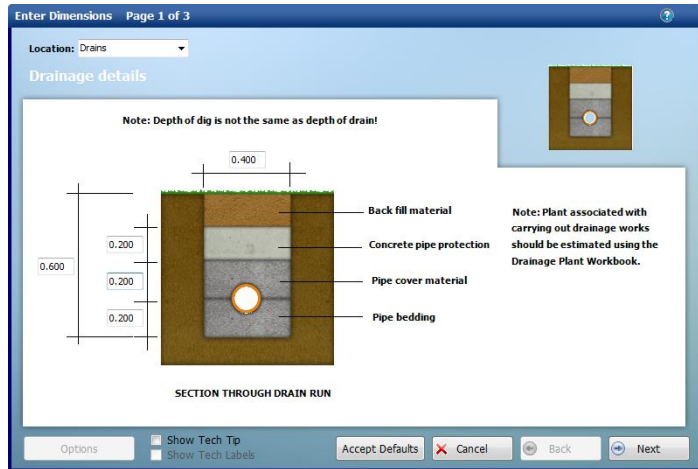 Enter Dimensions Page 1 of 3
Location: Drains
Drainage details
Note: Depth of dig is not the same as depth of drain!
0.400
Back fill material
Note: Plant associated with
carrying out drainage works
should be estimated using the
Drainage Plant Workbook.
0.200
Concrete pipe protection
0.600
0.200
Pipe cover material
0.200
Pipe bedding
SECTION THROUGH DRAIN RUN
Options
Show Tech Tip
Show Tech Labels
Accept Defaults
Cancel
Back
Next